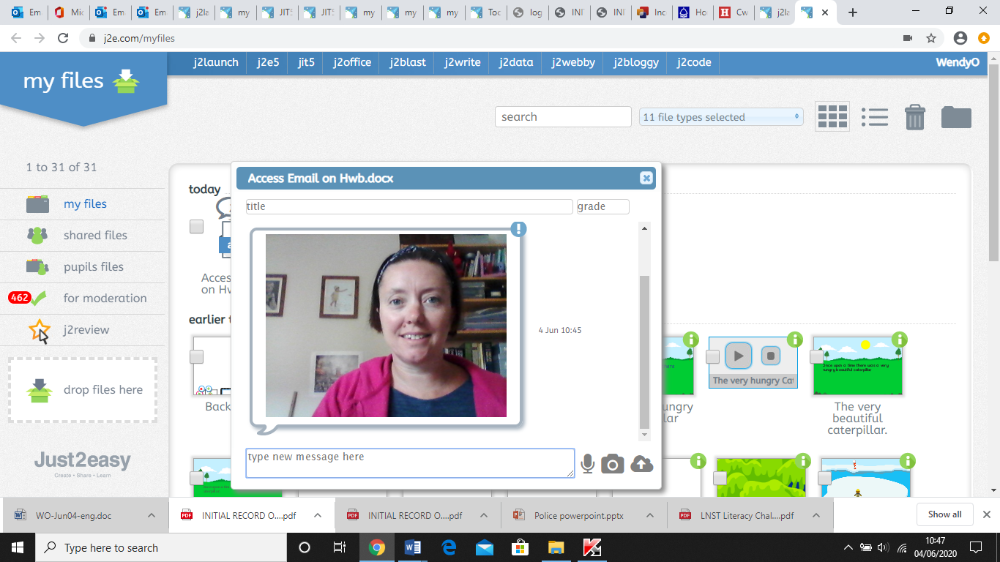 Em
Mic
Em
Em
j2la
my
JIT5
JIT5
my
my
my
Toc
log
INI
INI
Inc
Ho
Cw
j2la
j2e.com/myfiles
my files
j2launch
j2e5
jit5
j2office
j2blast
j2write
j2data
j2webby
j2bloggy
j2code
WendyO
search
11 file types selected
1 to 31 of 31
my files
shared files
pupils files
462
for moderation
j2review
drop files here
Just2easy
Create • Share • Learn
today
Acces
on Hw
earlier t
Back
Access Email on Hwb.docx
title
grade
4 Jun 10:45
type new message here
ungry
lar
The very hungry Cat
Once upon a time there was a very
hungry beautiful caterpillar
The very
beautiful
caterpillar.
WO-Jun04-eng.doc
INITIAL RECORD O....pdf
INITIAL RECORD O....pdf
Police powerpoint.pptx
LNST Literacy Chal....pdf
Show all
Type here to search
10:47
04/06/2020